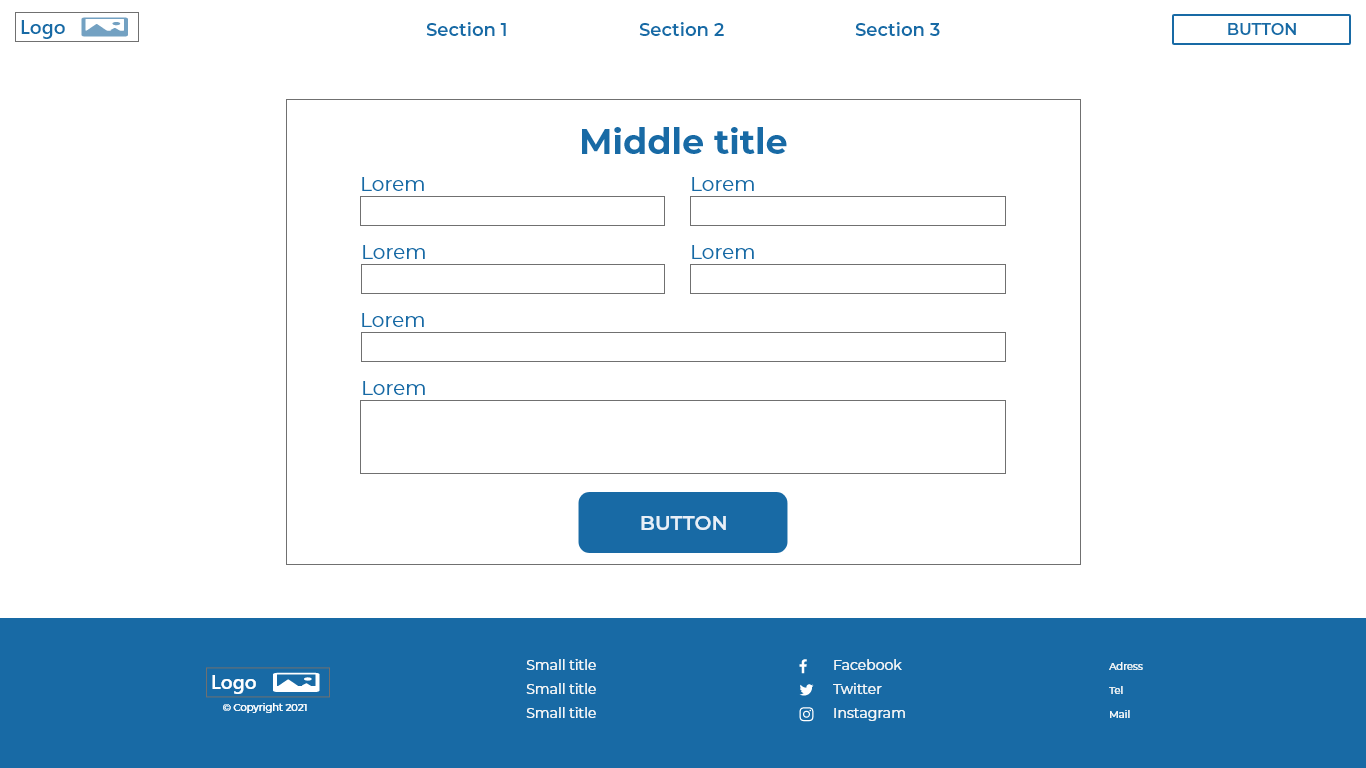 Logo
Section 1
Section 2
Section 3
BUTTON
Middle title
Lorem
Lorem
Lorem
Lorem
Lorem
Lorem
BUTTON
Logo
© Copyright 2021
Small title
Small title
Small title
Facebook
Twitter
Instagram
Adress
Tel
Mail